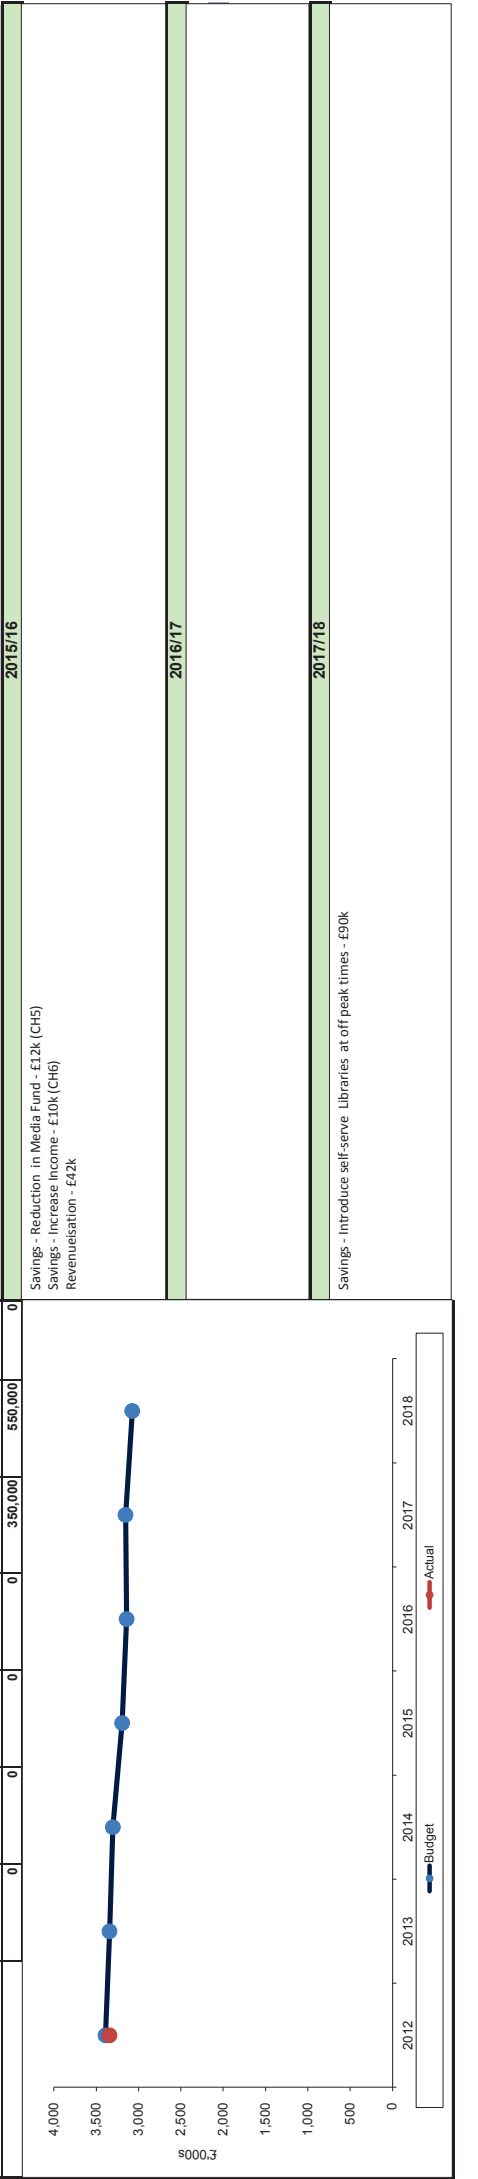 0 0 0 0 350,000 550,000 0
£'000s
4,000
3,500
3,000
2,500
2,000
1,500
1,000
500
0
2012 2013 2014 2015 2016 2017 2018
Budget Actual
2015/16
Savings - Reduction in Media Fund - £12k (CH5)
Savings - Increase Income - £10k (CH6)
Revenueisation - £42k
2016/17
2017/18
Savings - Introduce self-serve Libraries at off peak times - £90k